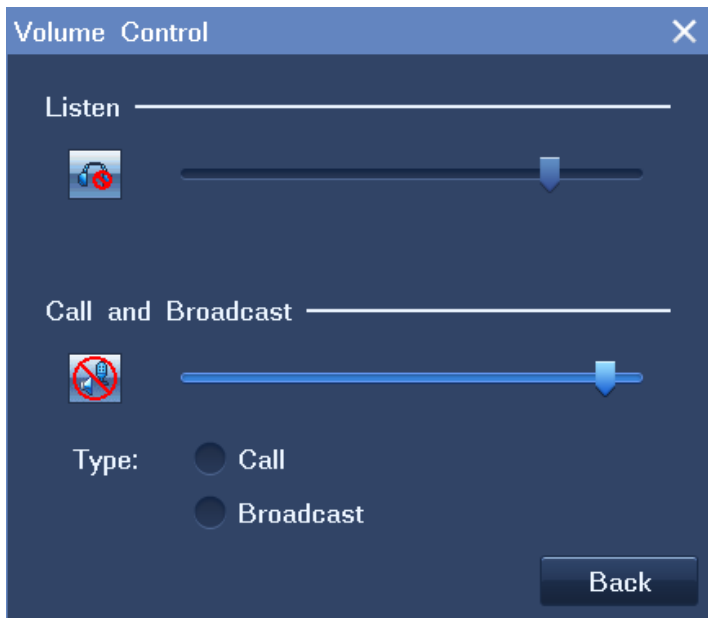 Volume Control
Listen
Call and Broadcast
Type:
Call
Broadcast
Back